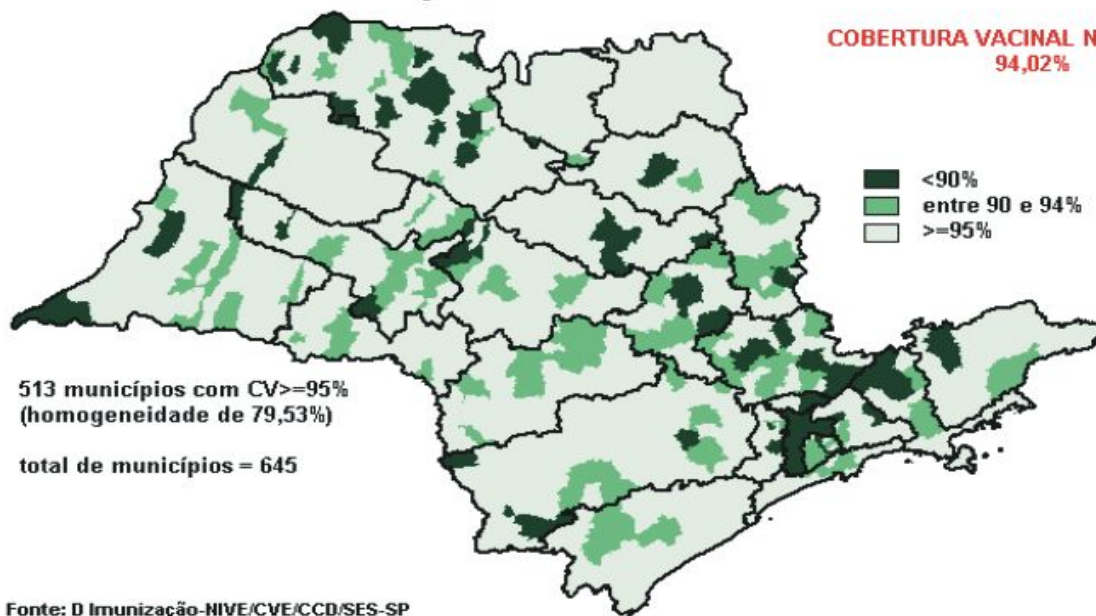 COBERTURA VACINAL N
94,02%
<90%
entre 90 e 94%
>=95%
513 municípios com CV>=95%
(homogeneidade de 79,53%)
total de municípios = 645
Fonte: D Imunização-NIVE/CVE/CCD/SES-SP